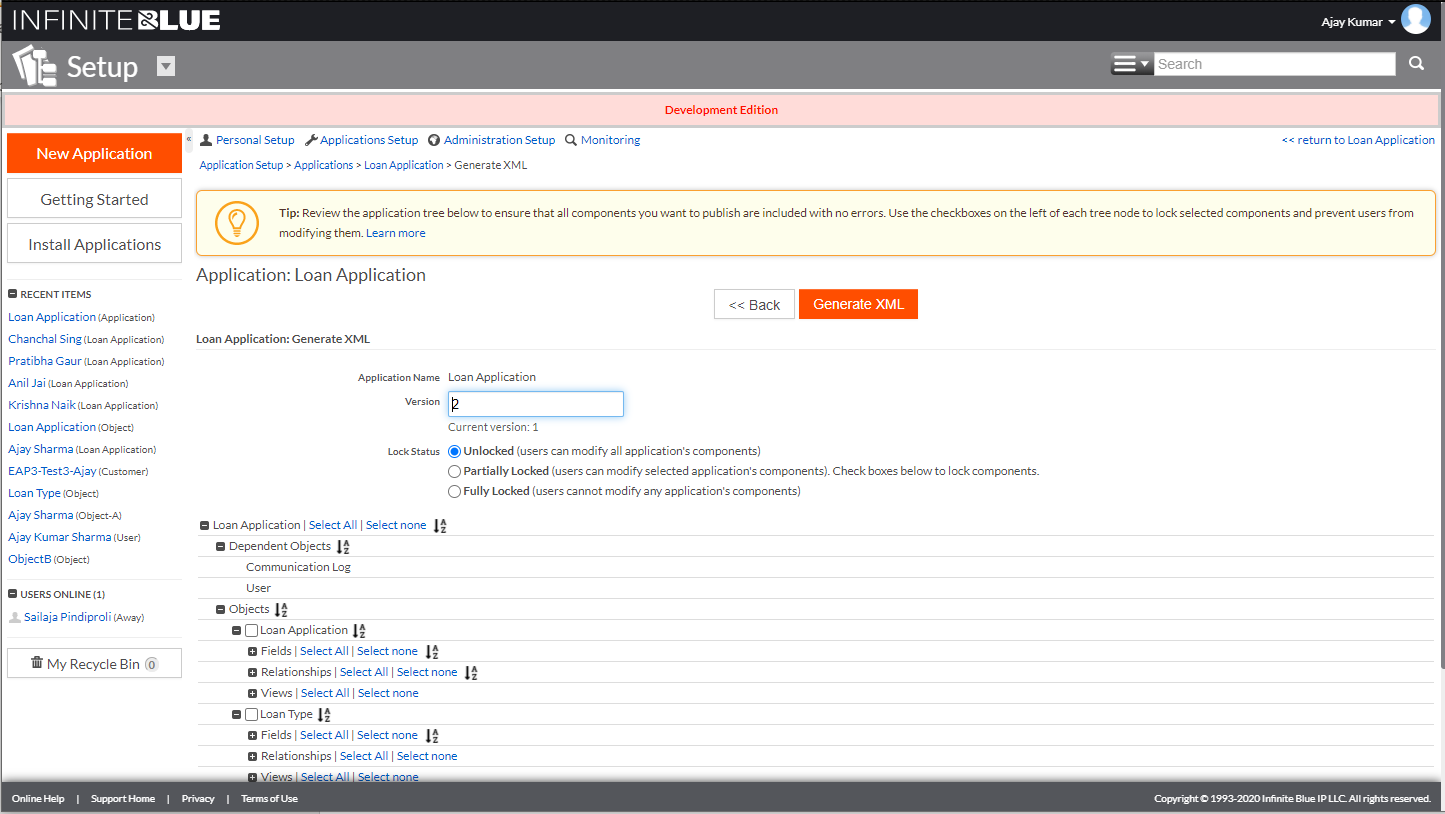 INFINITE BLUE
Ajay Kumar
Setup
Search
Development Edition
New Application
Getting Started
Install Applications
«
Personal Setup Applications Setup Administration Setup Monitoring
<< return to Loan Application
Application Setup > Applications > Loan Application > Generate XML
Tip: Review the application tree below to ensure that all components you want to publish are included with no errors. Use the checkboxes on the left of each tree node to lock selected components and prevent users from
modifying them. Learn more
Application: Loan Application
<< Back Generate XML
RECENT ITEMS
Loan Application (Application)
Chanchal Sing (Loan Application)
Pratibha Gaur (Loan Application)
Anil Jai (Loan Application)
Krishna Naik (Loan Application)
Loan Application (Object)
Ajay Sharma (Loan Application)
EAP3-Test3-Ajay (Customer)
Loan Type (Object)
Ajay Sharma (Object-A)
Ajay Kumar Sharma (User)
ObjectB (Object)
USERS ONLINE (1)
Sailaja Pindiproli (Away)
My Recycle Bin 0
Loan Application: Generate XML
Application Name Loan Application
Version 2
Current version: 1
Lock Status Unlocked (users can modify all application's components)
Partially Locked (users can modify selected application's components). Check boxes below to lock components.
Fully Locked (users cannot modify any application's components)
Loan Application | Select All | Select none
Dependent Objects
Communication Log
User
Objects
Loan Application
Fields | Select All | Select none
Relationships | Select All | Select none
Views | Select All | Select none
Loan Type
Fields | Select All | Select none
Relationships | Select All | Select none
Views | Select All | Select none
Online Help | Support Home | Privacy | Terms of Use
Copyright © 1993-2020 Infinite Blue IP LLC. All rights reserved.